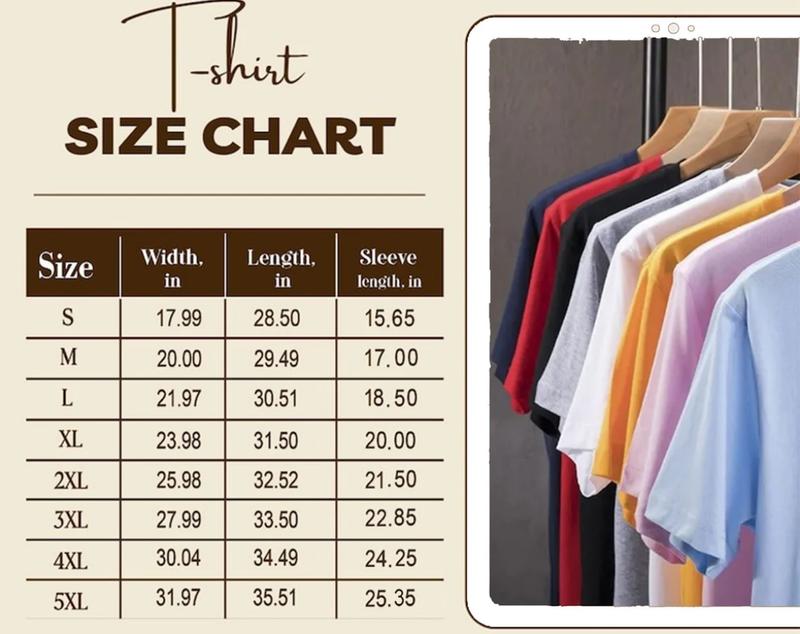 T-shirt
SIZE CHART
Size Width, in Length, in Sleeve length, in
S 17.99 28.50 15.65
M 20.00 29.49 17.00
L 21.97 30.51 18.50
XL 23.98 31.50 20.00
2XL 25.98 32.52 21.50
3XL 27.99 33.50 22.85
4XL 30.04 34.49 24.25
5XL 31.97 35.51 25.35